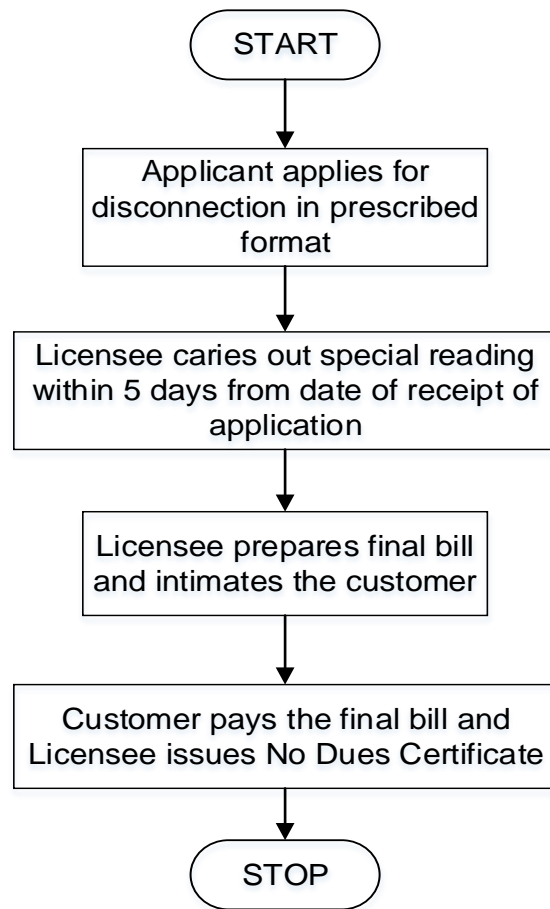 START
Applicant applies for
disconnection in prescribed
format
Licensee caries out special reading
within 5 days from date of receipt of
application
Licensee prepares final bill
and intimates the customer
Customer pays the final bill and
Licensee issues No Dues Certificate
STOP